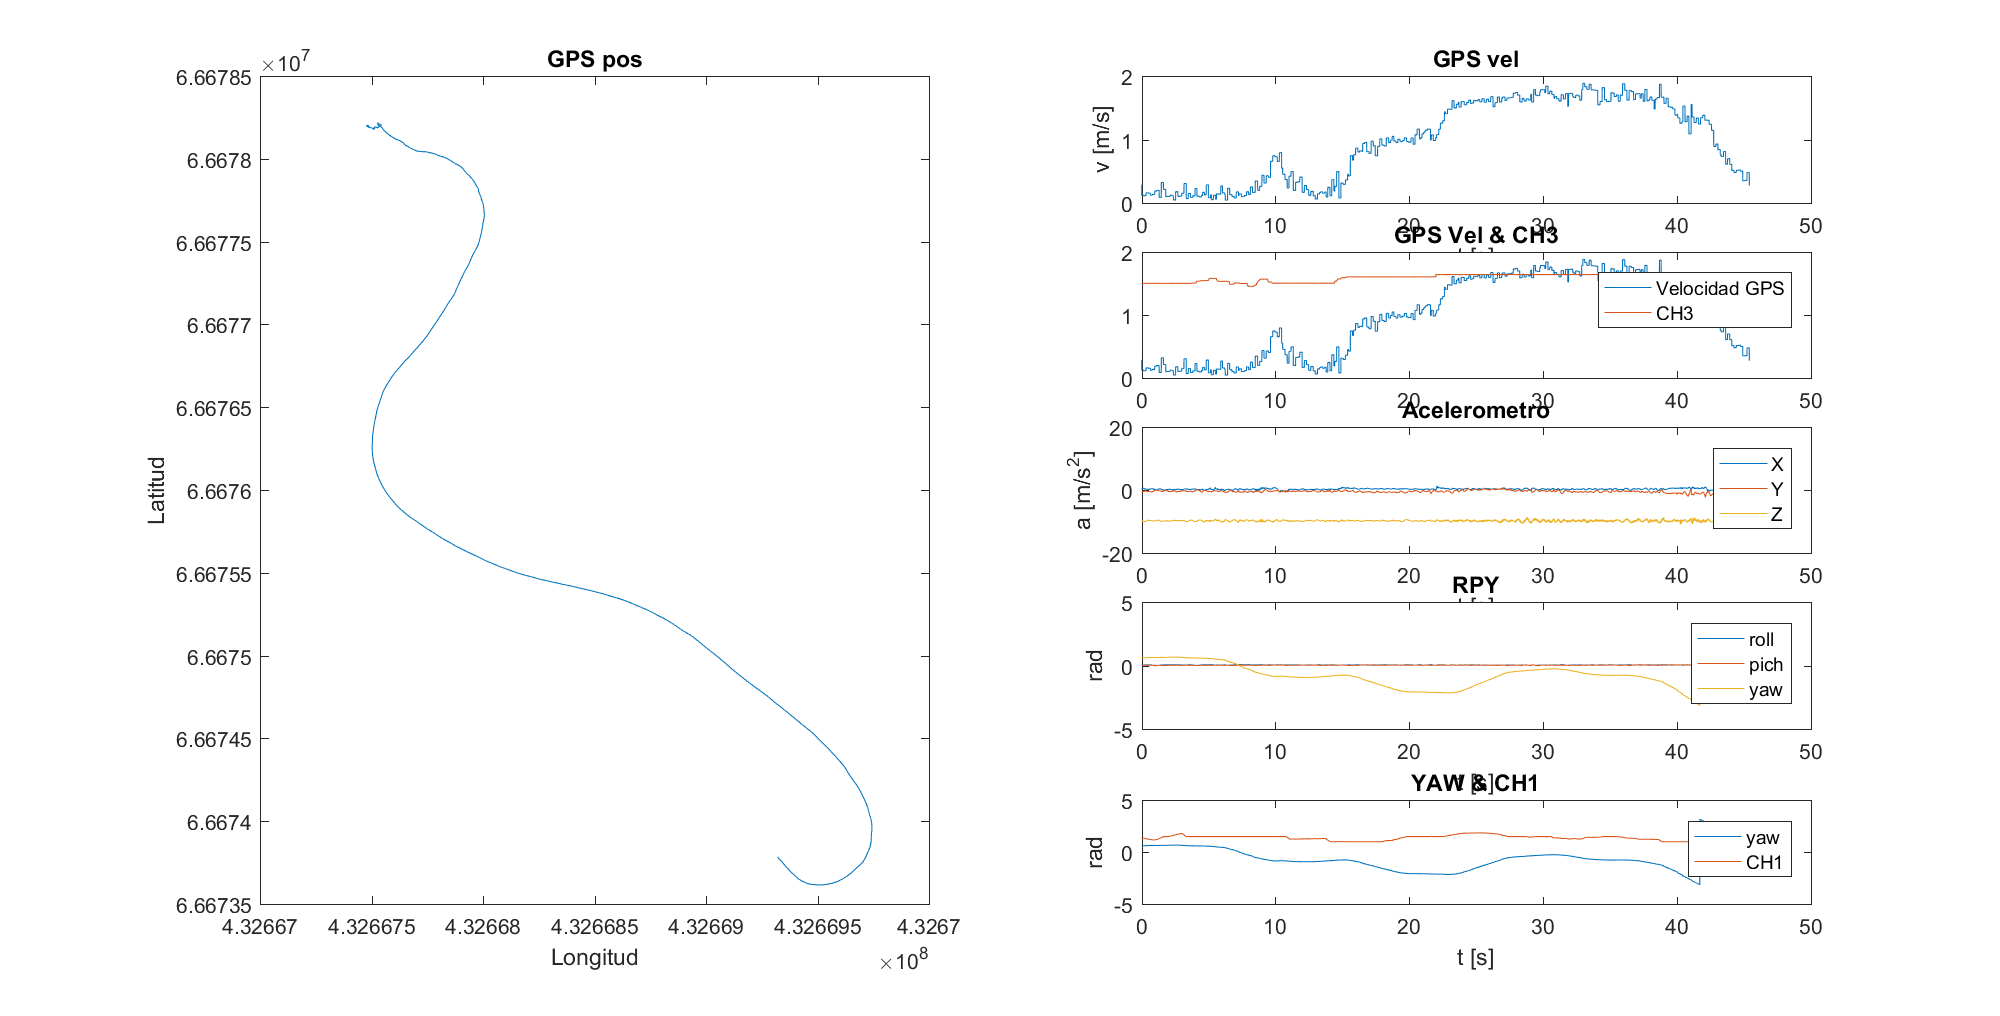 GPS pos
×10^7
6.66785
6.6678
6.66775
6.6677
6.66765
6.6676
6.66755
6.6675
6.66745
6.6674
6.66735
Latitud
4.32667 4.326675 4.32668 4.326685 4.32669 4.326695 4.3267
Longitud
×10^8
GPS vel
2
1
0
v [m/s]
0 10 20 30 40 50
GPS Vel & CH3
2
1
0
Velocidad GPS
CH3
0 10 20 30 40 50
Acelerometro
20
0
-20
a [m/s^2]
X
Y
Z
0 10 20 30 40 50
RPY
5
0
-5
rad
roll
pich
yaw
0 10 20 30 40 50
t [s]
YAW & CH1
5
0
-5
rad
yaw
CH1
0 10 20 30 40 50
t [s]